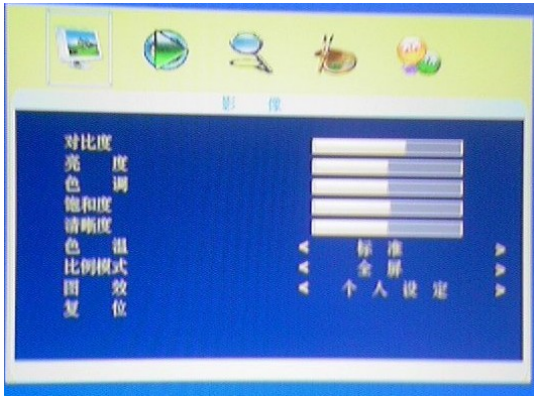 影 像
对比度
亮 度
色 调
饱和度
清晰度
色 温 标 准
比例模式 全 屏
图 效 个 人 设 定
复 位